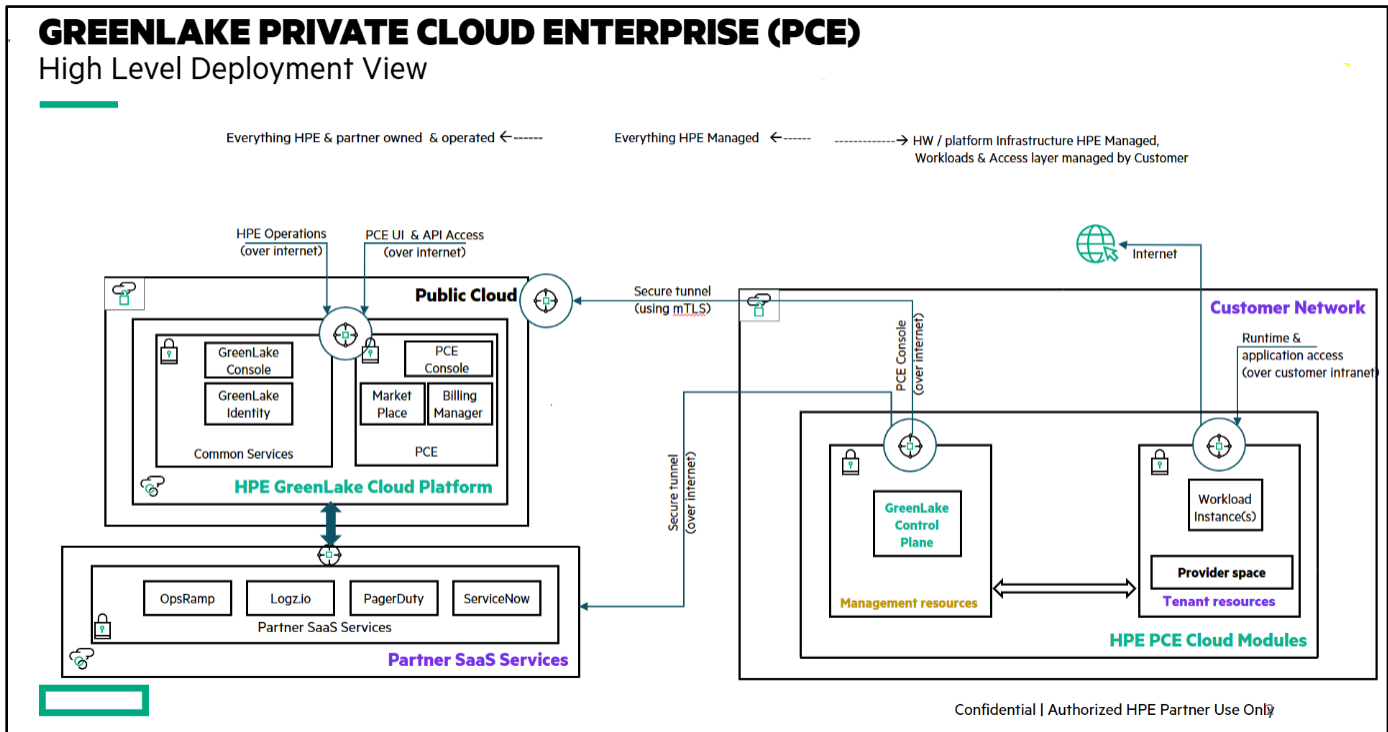 GREENLAKE PRIVATE CLOUD ENTERPRISE (PCE)
High Level Deployment View
Everything HPE & partner owned & operated
Everything HPE Managed
HW / platform Infrastructure HPE Managed,
Workloads & Access layer managed by Customer
HPE Operations
(over internet)
PCE UI & API Access
(over internet)
Public Cloud
GreenLake
Console
GreenLake
Identity
Common Services
PCE
Console
Market
Place
Billing
Manager
PCE
HPE GreenLake Cloud Platform
OpsRamp
Logz.io
PagerDuty
ServiceNow
Partner SaaS Services
Partner SaaS Services
Secure tunnel
(using mTLS)
Secure tunnel
(over internet)
PCE Console
(over internet)
Internet
Customer Network
Runtime &
application access
(over customer intranet)
GreenLake
Control
Plane
Management resources
Workload
Instance(s)
Provider space
Tenant resources
HPE PCE Cloud Modules
Confidential | Authorized HPE Partner Use Only
2